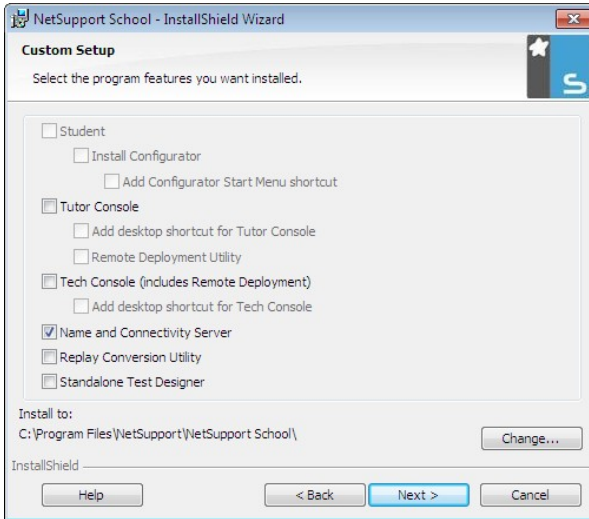 NetSupport School - InstallShield Wizard
Custom Setup
Select the program features you want installed.
S
Student
Install Configurator
Add Configurator Start Menu shortcut
Tutor Console
Add desktop shortcut for Tutor Console
Remote Deployment Utility
Tech Console (includes Remote Deployment)
Add desktop shortcut for Tech Console
Name and Connectivity Server
Replay Conversion Utility
Standalone Test Designer
Install to:
C:\Program Files\NetSupport\NetSupport School\
Change...
InstallShield
Help < Back Next > Cancel